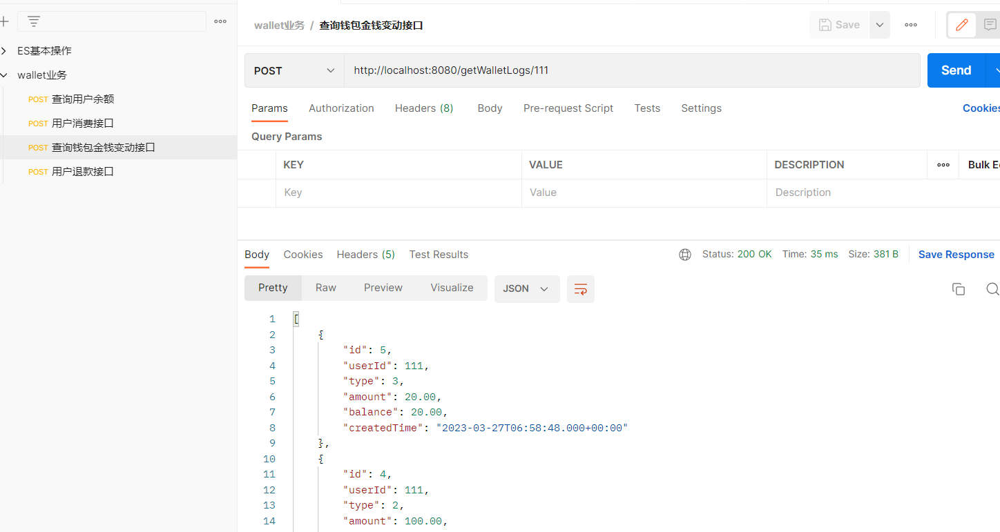 ES基本操作
wallet业务
POST 查询用户余额
POST 用户消费接口
POST 查询钱包金钱变动接口
POST 用户退款接口
wallet业务 / 查询钱包金钱变动接口
Save
POST http://localhost:8080/getWalletLogs/111 Send
Params Authorization Headers (8) Body Pre-request Script Tests Settings Cookies
Query Params
KEY VALUE DESCRIPTION Bulk E
Key Value Description
Body Cookies Headers (5) Test Results Status: 200 OK Time: 35 ms Size: 381 B Save Response
Pretty Raw Preview Visualize JSON
1 [
2 {
3 "id": 5,
4 "userId": 111,
5 "type": 3,
6 "amount": 20.00,
7 "balance": 20.00,
8 "createdTime": "2023-03-27T06:58:48.000+00:00"
9 },
10 {
11 "id": 4,
12 "userId": 111,
13 "type": 2,
14 "amount": 100.00,